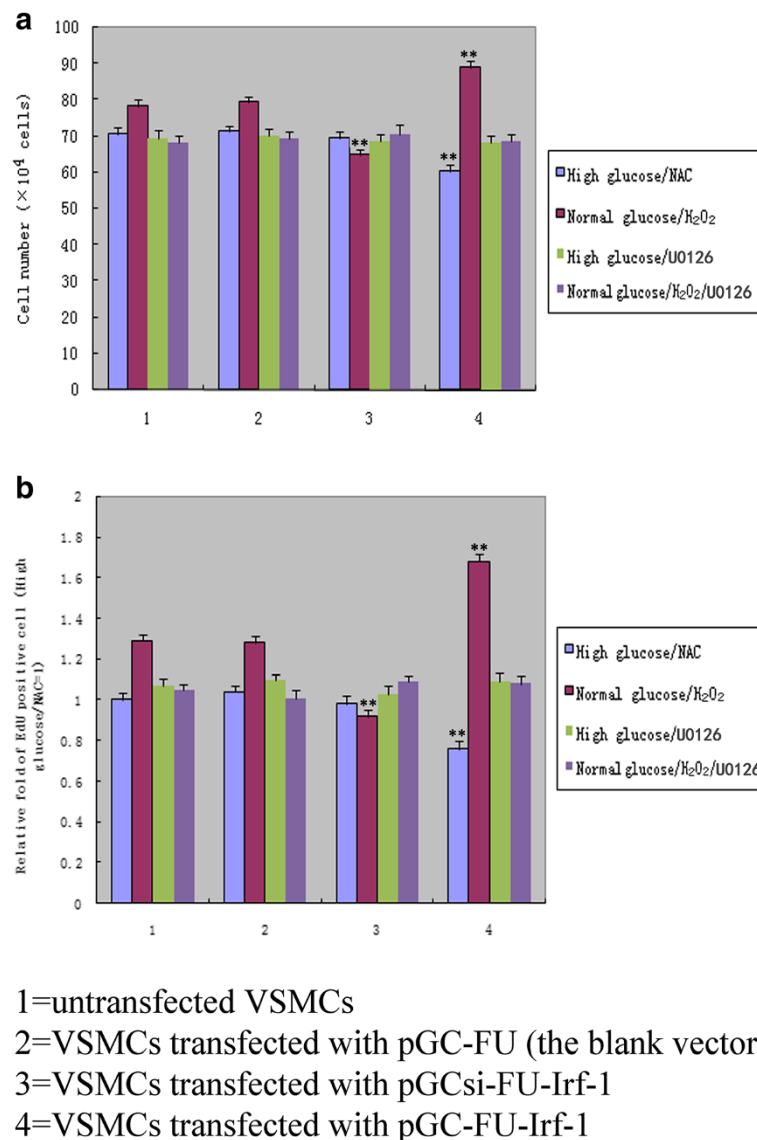 a
**
**
**
100
90
80
70
60
50
40
30
20
10
0
Cell number (×10⁴ cells)
1 2 3 4
High glucose/NAC
Normal glucose/H₂O₂
High glucose/U0126
Normal glucose/H₂O₂/U0126
b
**
**
**
2
1.8
1.6
1.4
1.2
1
0.8
0.6
0.4
0.2
0
Relative fold of EdU positive cell (High
glucose/NAC=1)
1 2 3 4
High glucose/NAC
Normal glucose/H₂O₂
High glucose/U0126
Normal glucose/H₂O₂/U0126
1=untransfected VSMCs
2=VSMCs transfected with pGC-FU (the blank vector
3=VSMCs transfected with pGCsi-FU-Irf-1
4=VSMCs transfected with pGC-FU-Irf-1